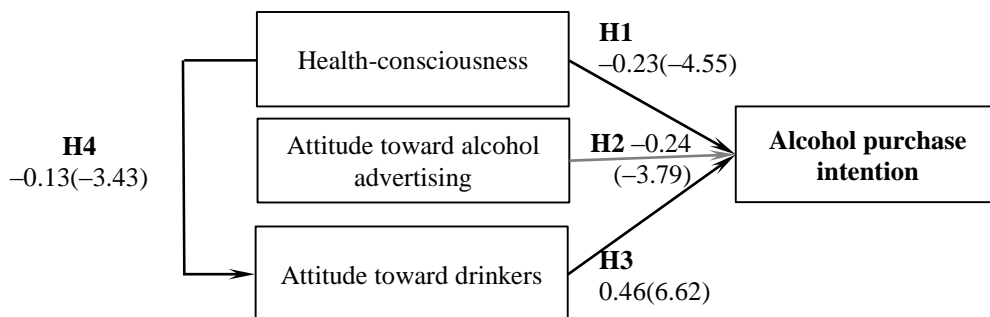 H1
–0.23(–4.55)
Health-consciousness
H4
–0.13(–3.43)
Attitude toward alcohol
advertising
H2 –0.24
(–3.79)
Alcohol purchase
intention
Attitude toward drinkers
H3
0.46(6.62)